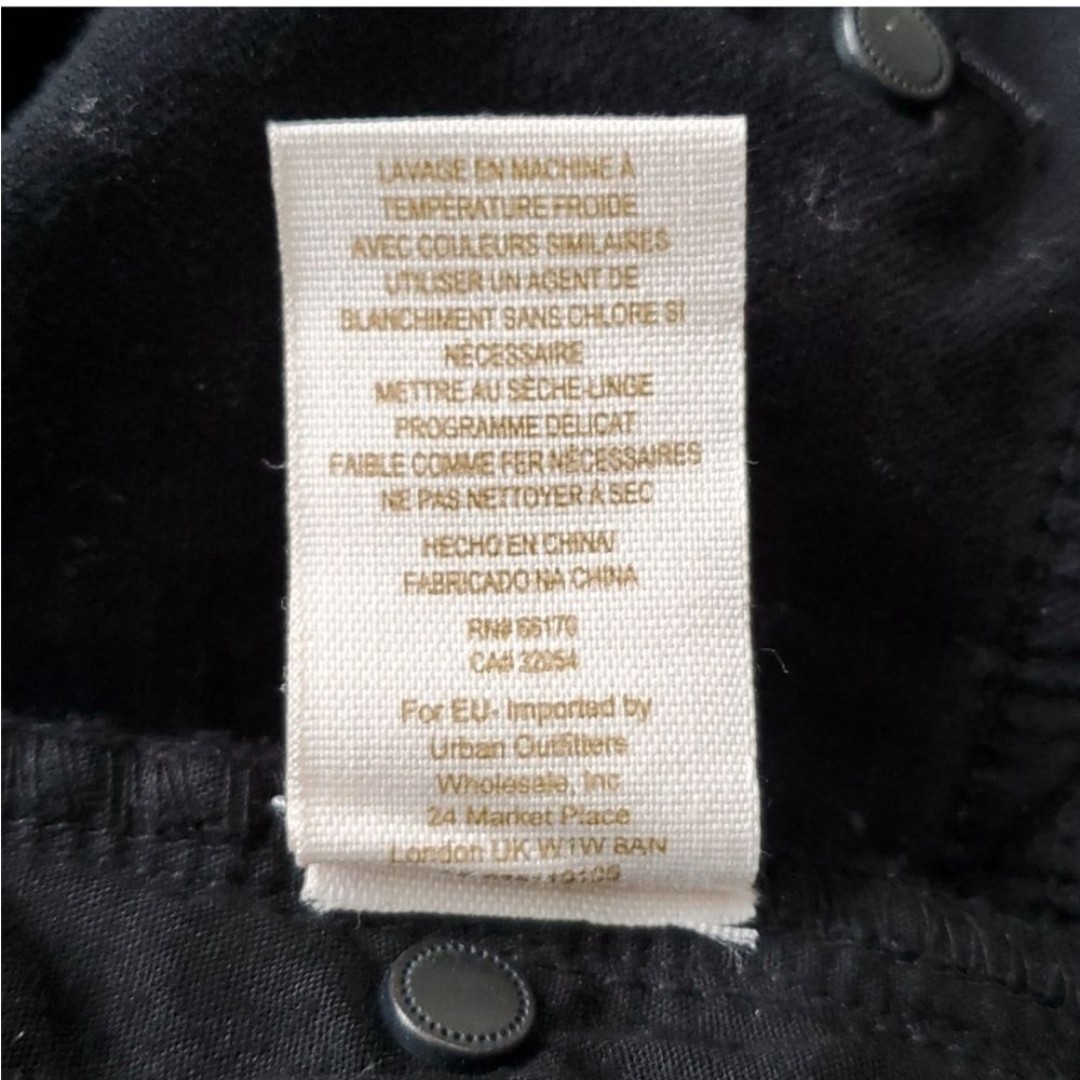 LAVAGE EN MACHINE À
TEMPÉRATURE FROIDE
AVEC COULEURS SIMILAIRES
UTILISER UN AGENT DE
BLANCHIMENT SANS CHLORE SI
NÉCESSAIRE
METTRE AU SÈCHE-LINGE
PROGRAMME DÉLICAT
FAIBLE COMME FER NÉCESSAIRES
NE PAS NETTOYER À SEC
HECHO EN CHINA/
FABRICADO NA CHINA
RN# 66170
CA# 32054
For EU- Imported by
Urban Outfitters
Wholesale, Inc
24 Market Place
London UK W1W 8AN